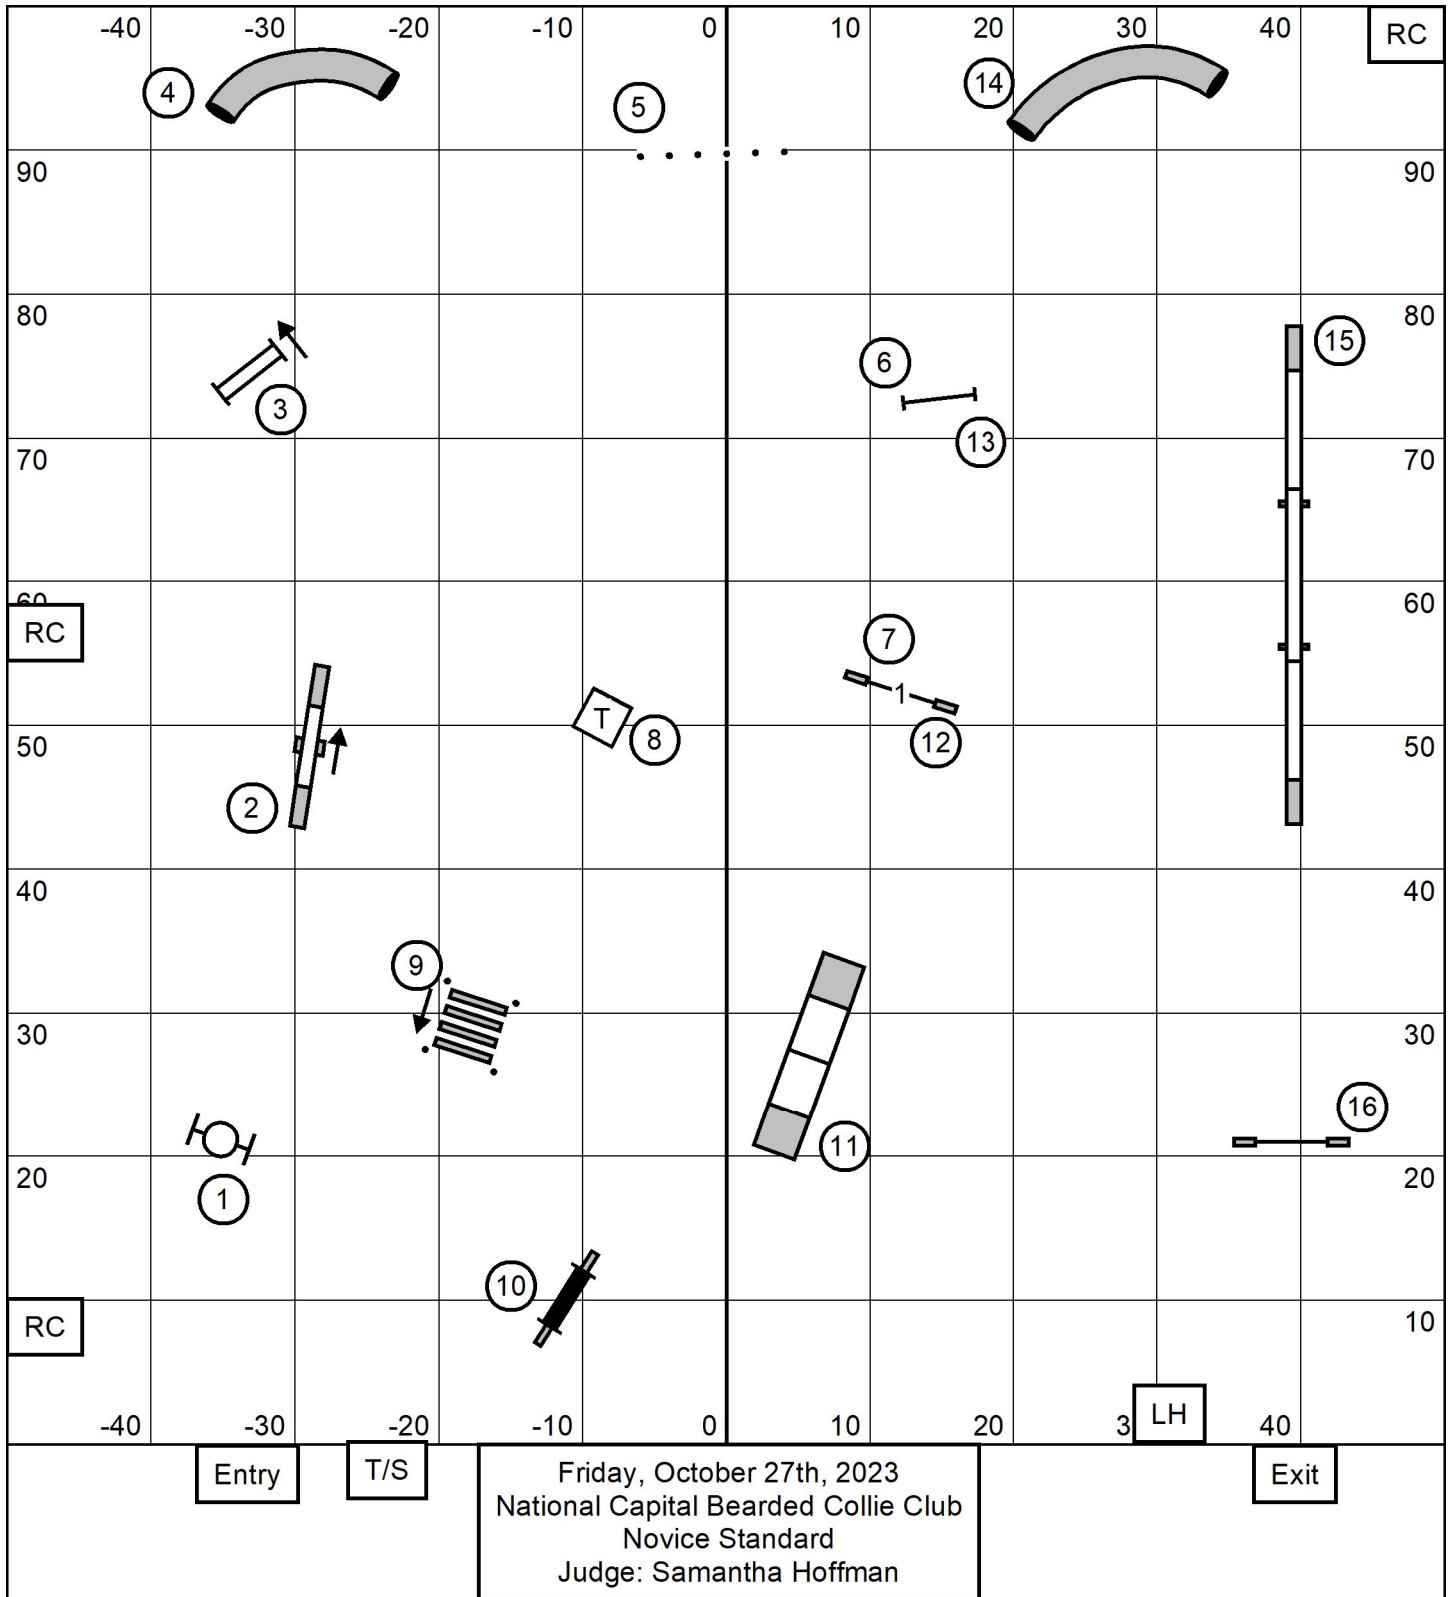 -40 -30 -20 -10 0 10 20 30 40 RC
4 5 14
90 90
80 80
15
6
3
13
70 70
60 60
RC
7
T 8 1 12
50 50
2
40 40
9
30 30
16
11
20 20
1
10
RC 10
LH
-40 -30 -20 -10 0 10 20 3 40
Entry T/S Exit
Friday, October 27th, 2023
National Capital Bearded Collie Club
Novice Standard
Judge: Samantha Hoffman